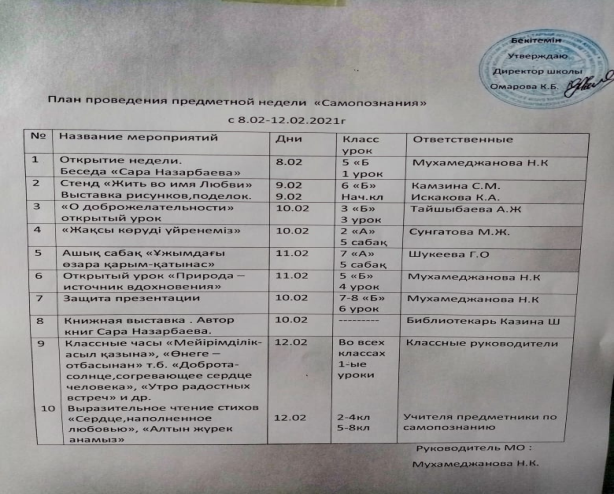 Бекітемін
Утверждаю
Директор школы
Омарова К.Б.
План проведения предметной недели «Самопознания»
с 8.02-12.02.2021г
№ Название мероприятий Дни Класс урок Ответственные
1 Открытие недели. Беседа «Сара Назарбаева» 8.02 5 «Б 1 урок Мухамеджанова Н.К
2 Стенд «Жить во имя Любви» 9.02 6 «Б» Камзина С.М.
Выставка рисунков,поделок. 9.02 Нач.кл Искакова К.А.
3 «О доброжелательности» открытый урок 10.02 3 «Б» 3 урок Тайшыбаева А.Ж
4 «Жақсы көруді үйренеміз» 10.02 2 «А» 5 сабақ Сунгатова М.Ж.
5 Ашық сабақ «Ұжымдағы өзара қарым-қатынас» 11.02 7 «А» 5 сабақ Шукеева Г.О
6 Открытый урок «Природа – источник вдохновения» 11.02 5 «Б» 4 урок Мухамеджанова Н.К
7 Защита презентации 10.02 7-8 «Б» 6 урок Мухамеджанова Н.К
8 Книжная выставка . Автор книг Сара Назарбаева. 10.02 --------- Библиотекарь Казина Ш
9 Классные часы «Мейірімділік-асыл қазына», «Өнеге – отбасынан» т.б. «Доброта-солнце,согревающее сердце человека», «Утро радостных встреч» и др. 12.02 Во всех классах 1-ые уроки Классные руководители
10 Выразительное чтение стихов «Сердце,наполненное любовью», «Алтын жүрек анамыз» 12.02 2-4кл 5-8кл Учителя предметники по самопознанию
Руководитель МО :
Мухамеджанова Н.К.